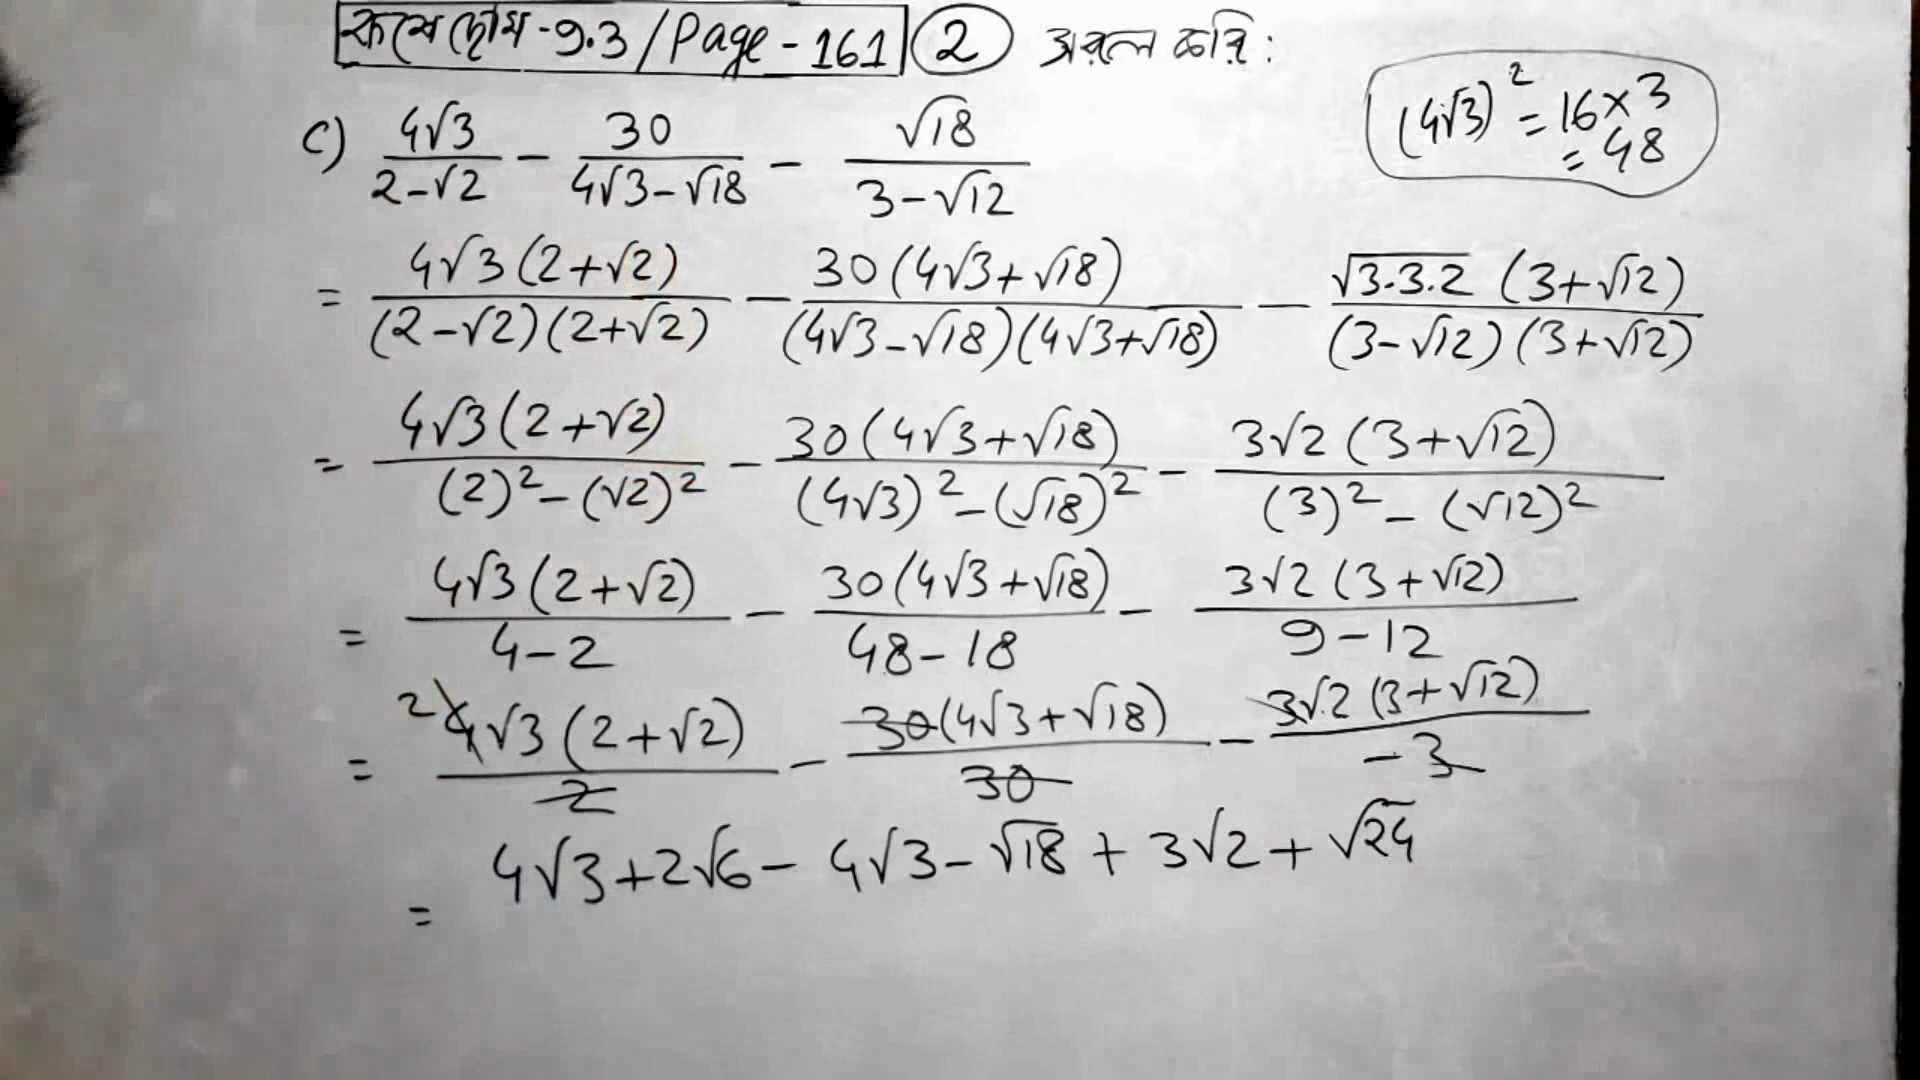 কষে দেখি - 9.3 / Page - 161 (2) সরল করি :
(4√3)² = 16×3
= 48
c) 4√3/(2-√2) - 30/(4√3-√18) - √18/(3-√12)
= 4√3(2+√2)/(2-√2)(2+√2) - 30(4√3+√18)/(4√3-√18)(4√3+√18) - √3.3.2 (3+√12)/(3-√12)(3+√12)
= 4√3(2+√2)/(2)²-(√2)² - 30(4√3+√18)/(4√3)²-(√18)² - 3√2(3+√12)/(3)²-(√12)²
= 4√3(2+√2)/4-2 - 30(4√3+√18)/48-18 - 3√2(3+√12)/9-12
= 2 4√3(2+√2)/2 - 30(4√3+√18)/30 - 3√2(3+√12)/-3
= 4√3+2√6 - 4√3-√18 + 3√2+√24